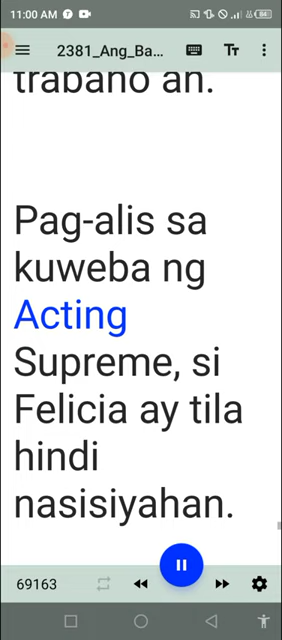 11:00 AM
2381_Ang_Ba...
trabaho an.
Pag-alis sa
kuweba ng
Acting
Supreme, si
Felicia ay tila
hindi
nasisiyahan.
69163